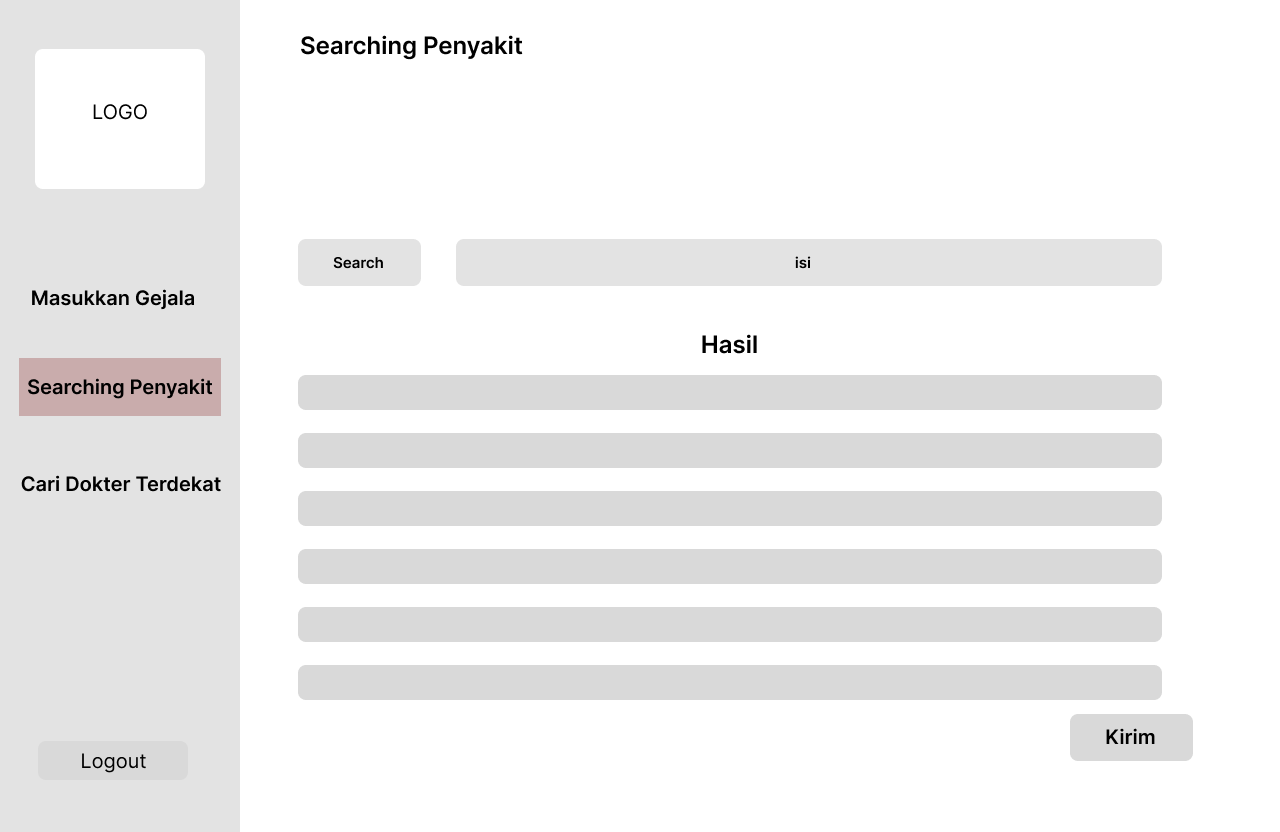 LOGO
Masukkan Gejala
Searching Penyakit
Cari Dokter Terdekat
Logout
Searching Penyakit
Search
isi
Hasil
Kirim